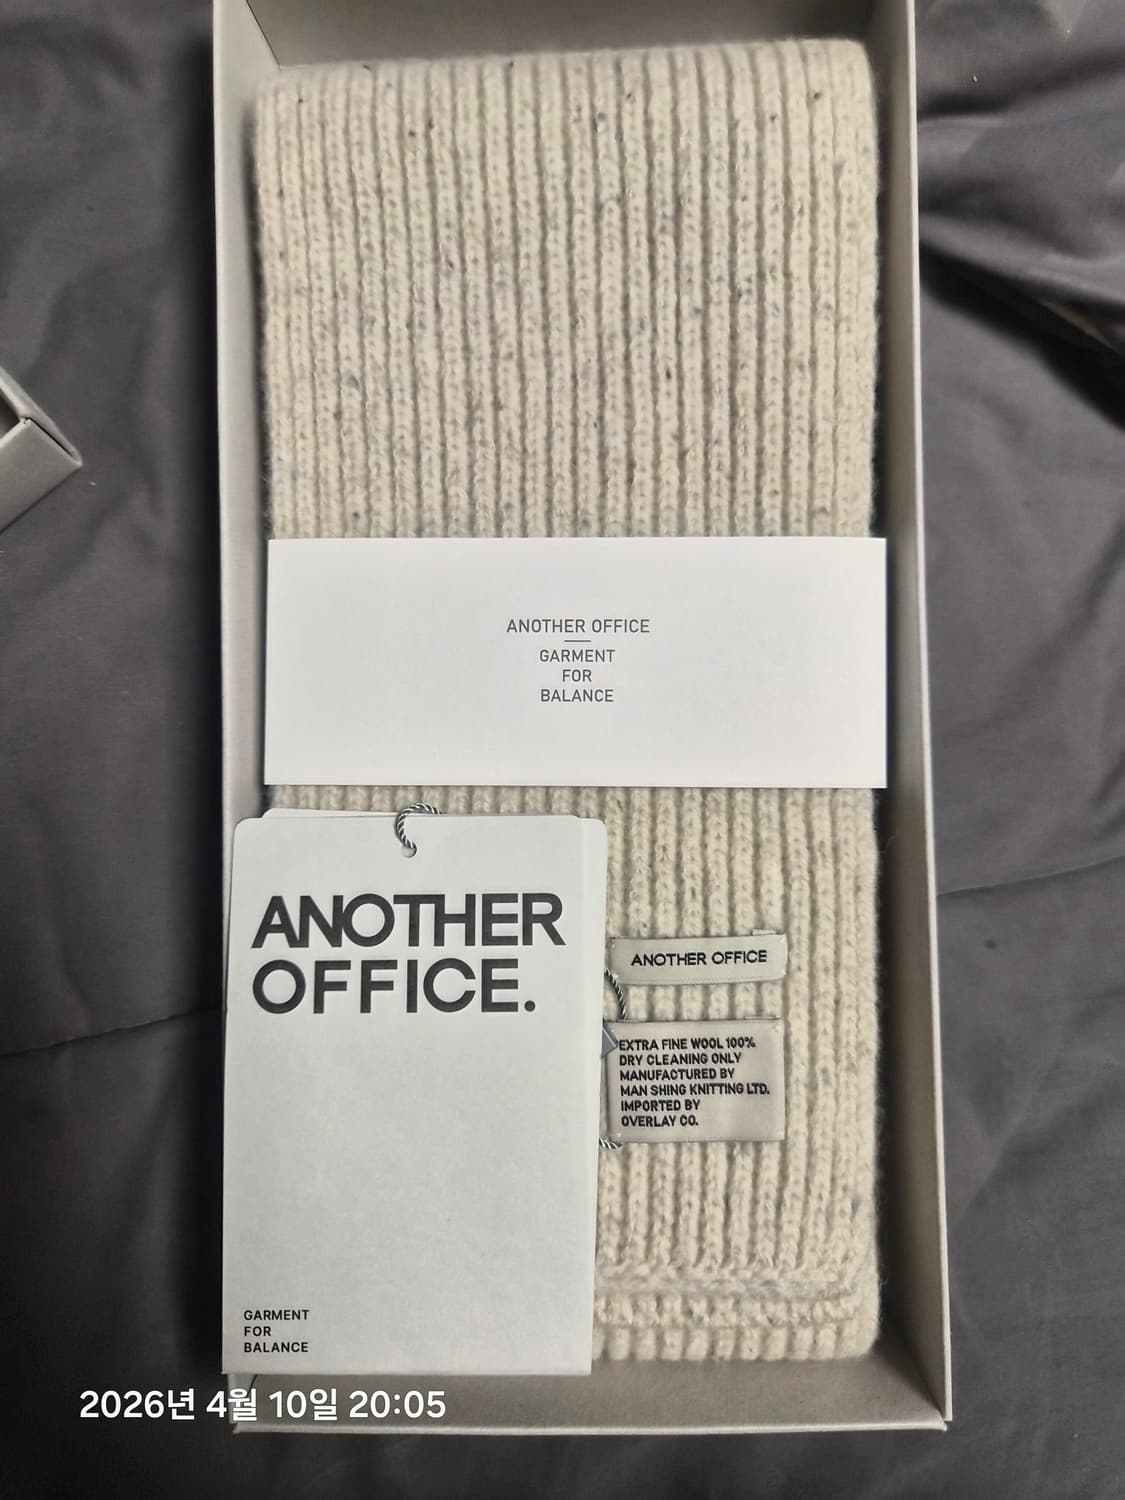 ANOTHER OFFICE
GARMENT
FOR
BALANCE
ANOTHER
OFFICE.
GARMENT
FOR
BALANCE
ANOTHER OFFICE
EXTRA FINE WOOL 100%
DRY CLEANING ONLY
MANUFACTURED BY
MAN SHING KNITTING LTD.
IMPORTED BY
OVERLAY CO.
2026년 4월 10일 20:05